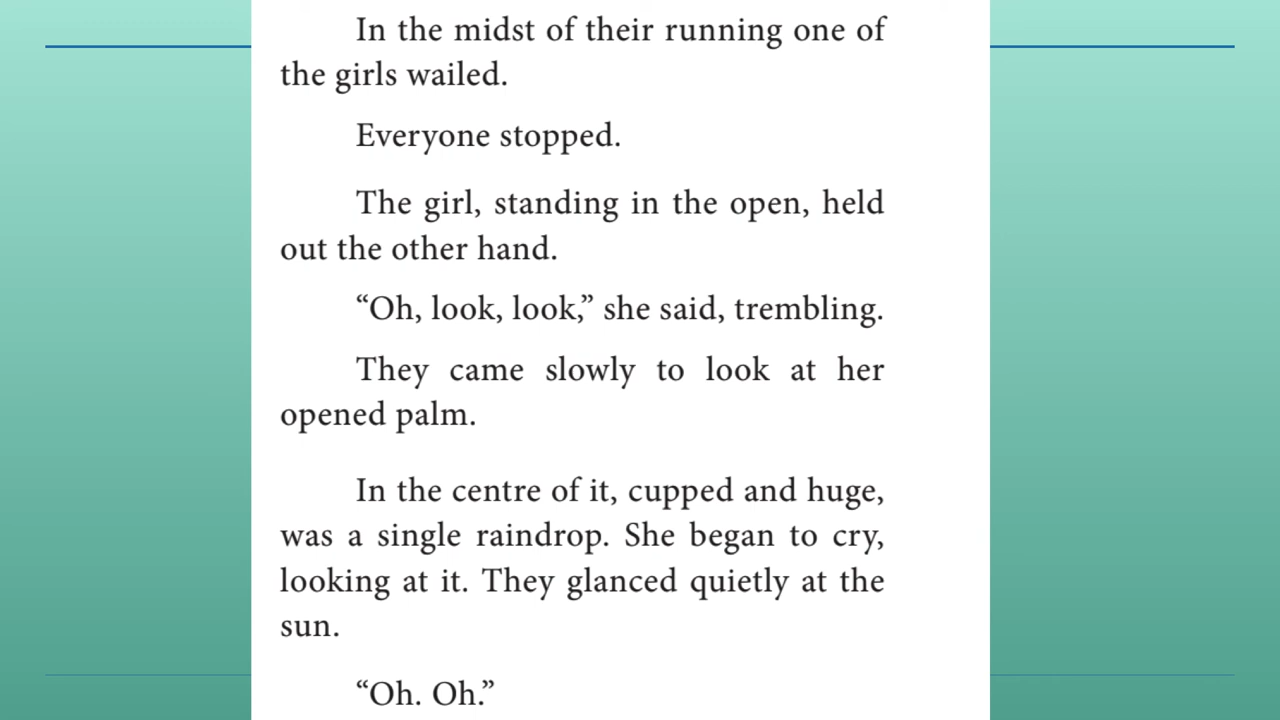 In the midst of their running one of
the girls wailed.
Everyone stopped.
The girl, standing in the open, held
out the other hand.
“Oh, look, look,” she said, trembling.
They came slowly to look at her
opened palm.
In the centre of it, cupped and huge,
was a single raindrop. She began to cry,
looking at it. They glanced quietly at the
sun.
“Oh. Oh.”